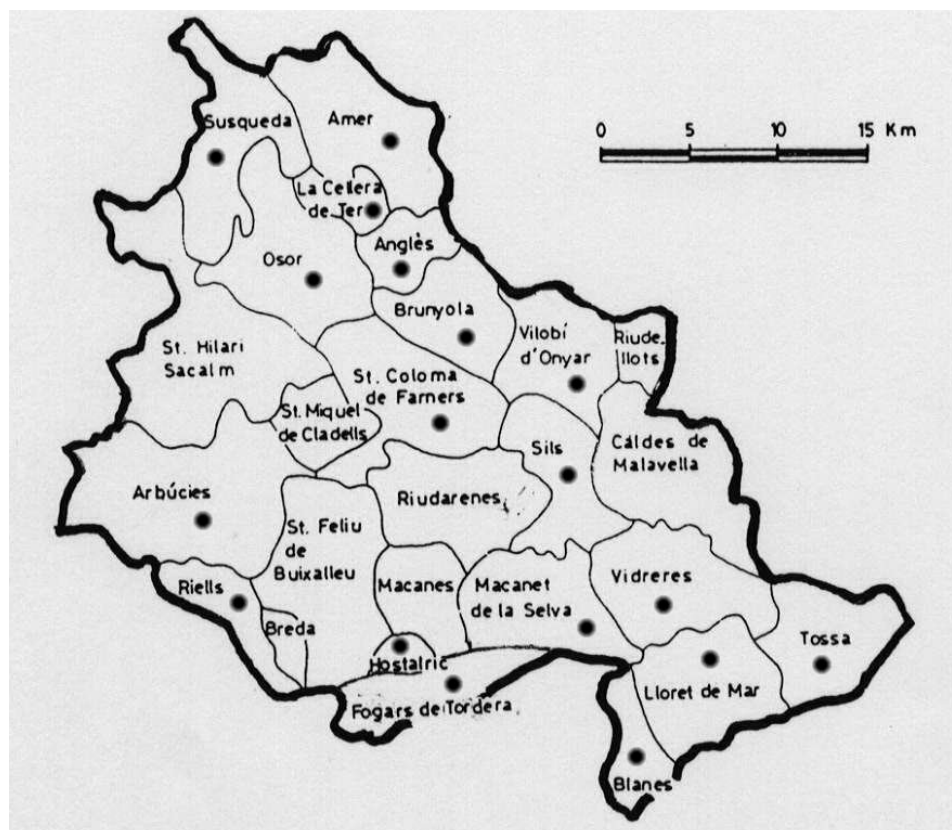 Susqueda
Amer
0 5 10 15 Km
La Cellera
de Ter
Anglès
Osor
Brunyola
Vilobí
d'Onyar
Riude_
llots
St. Hilari
Sacalm
St. Coloma
de Farners
St. Miquel
de Cladells
Sils
Cáldes de
Malavella
Arbúcies
Riudarenes
St. Feliu
de
Buixalleu
Riells
Macanes
Macanet
de la Selva
Vidreres
Breda
Tossa
Hostalric
Lloret de Mar
Fogars de Tordera
Blanes